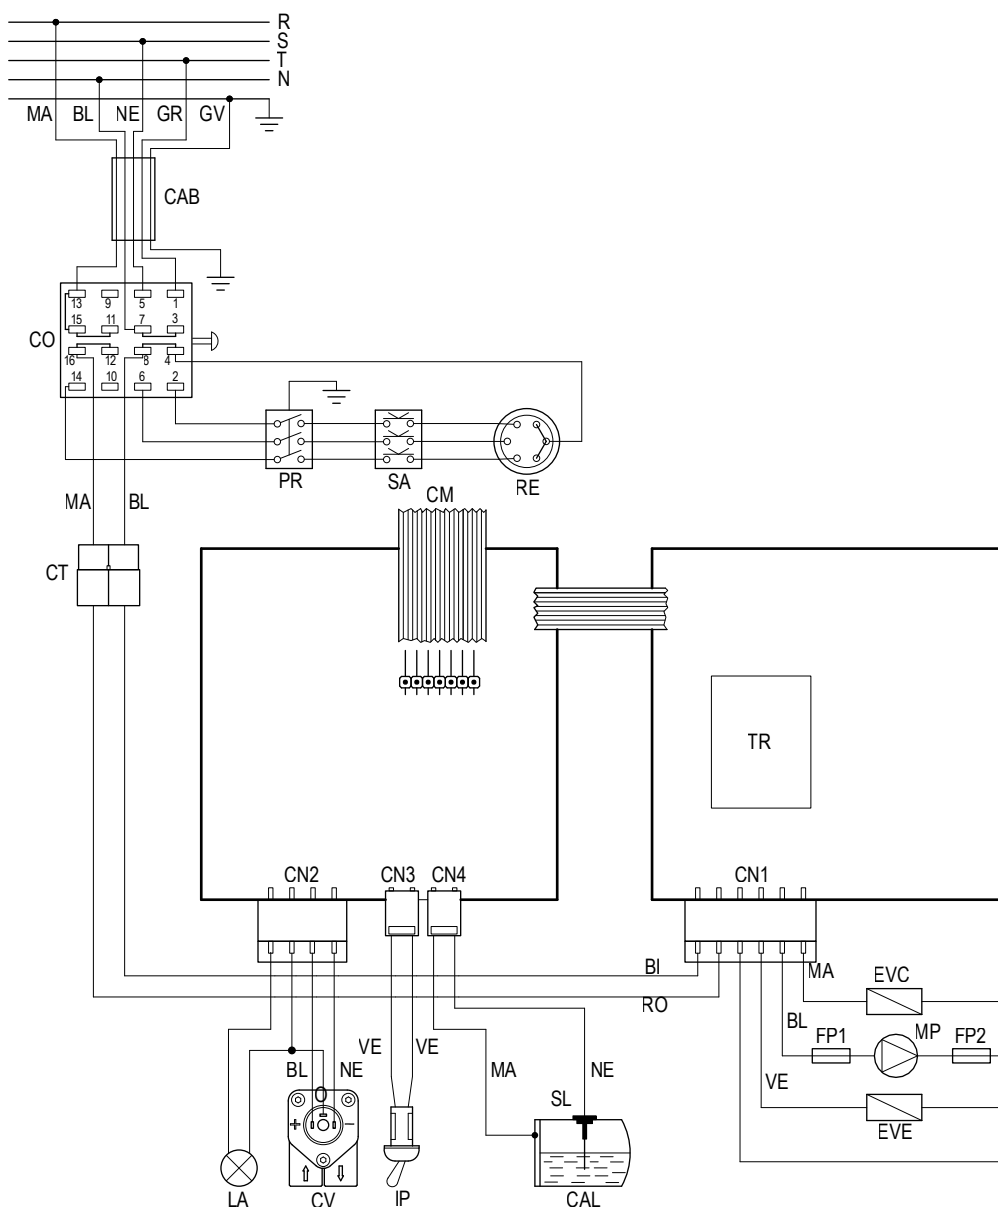 R
S
T
N
MA BL NE GR GV
CAB
CO
13 9 5 1
15 11 7 3
16 12 8 4
14 10 6 2
PR SA RE
MA BL CM
CT
TR
CN2 CN3 CN4 CN1
BI MA EVC
RO
BL FP1 MP FP2
BL NE VE VE MA NE VE
SL
+ −
EVE
LA CV IP CAL